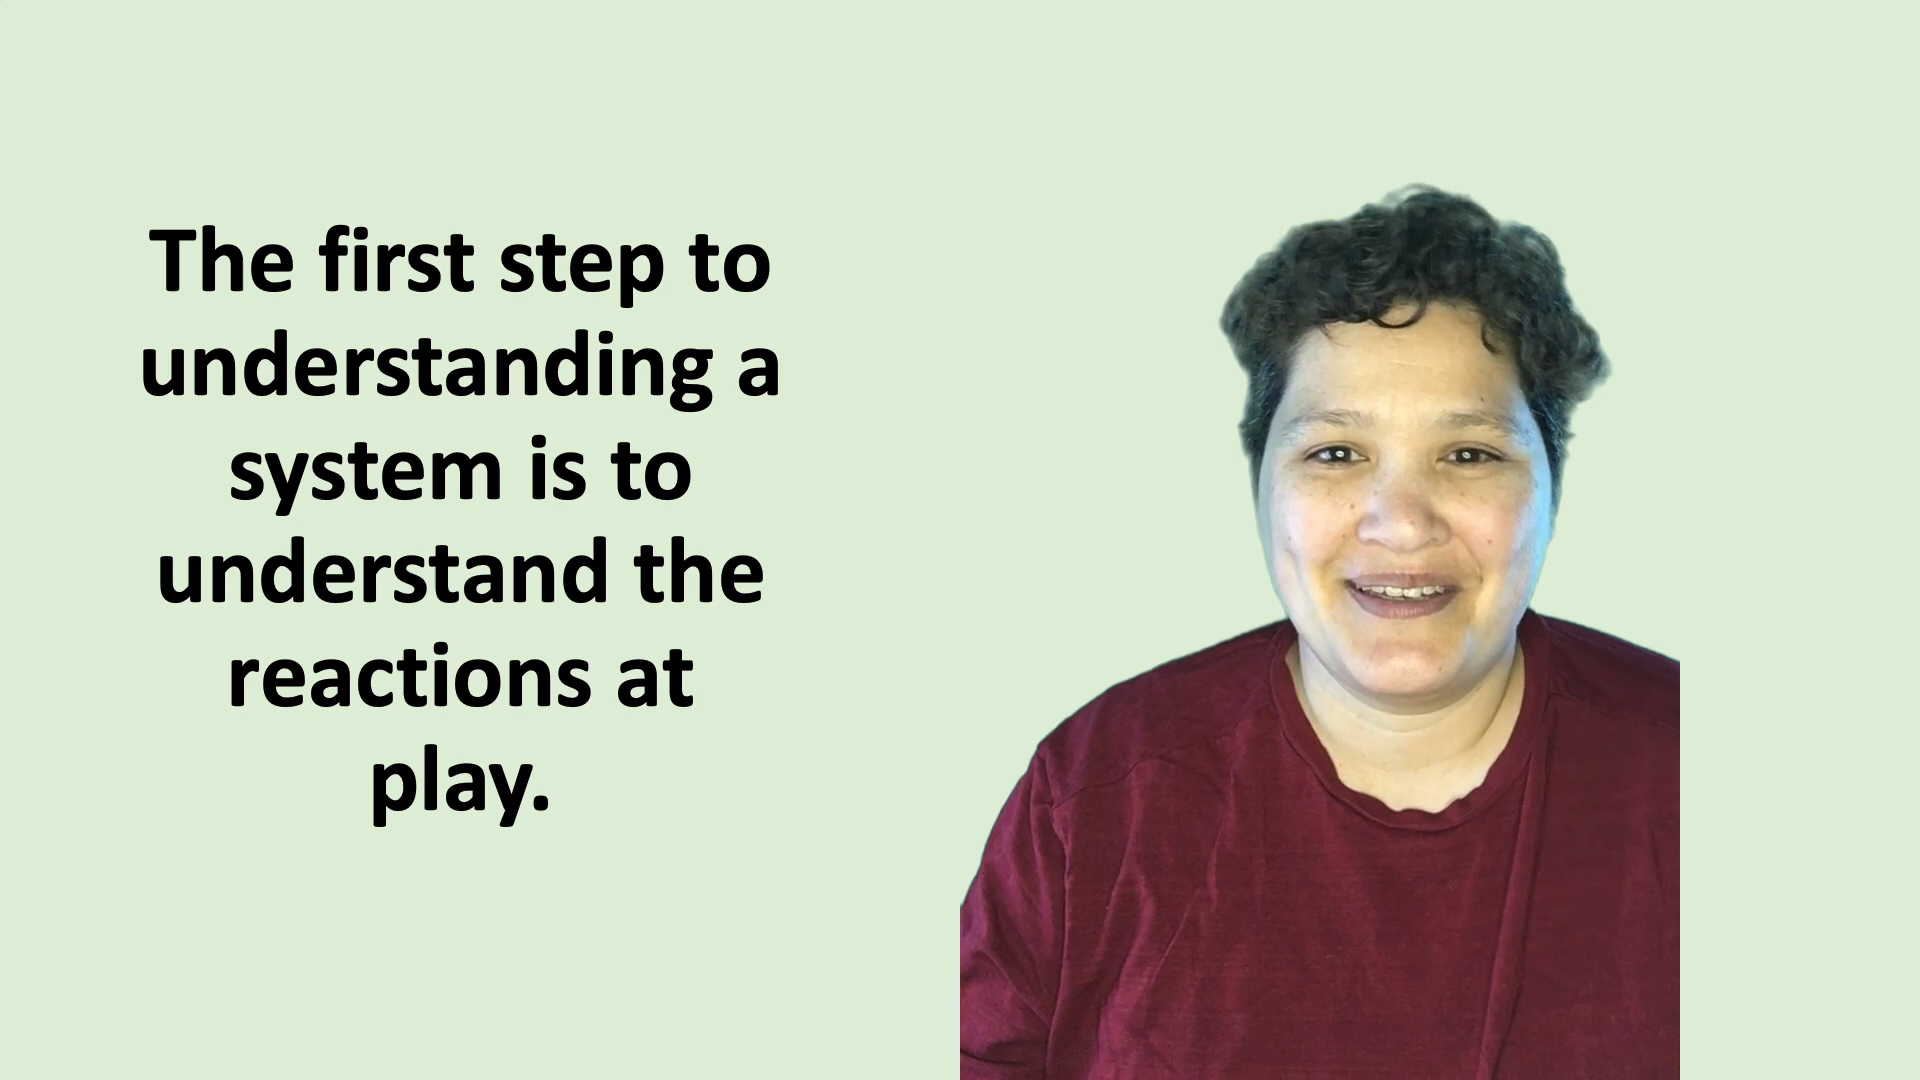 The first step to
understanding a
system is to
understand the
reactions at
play.